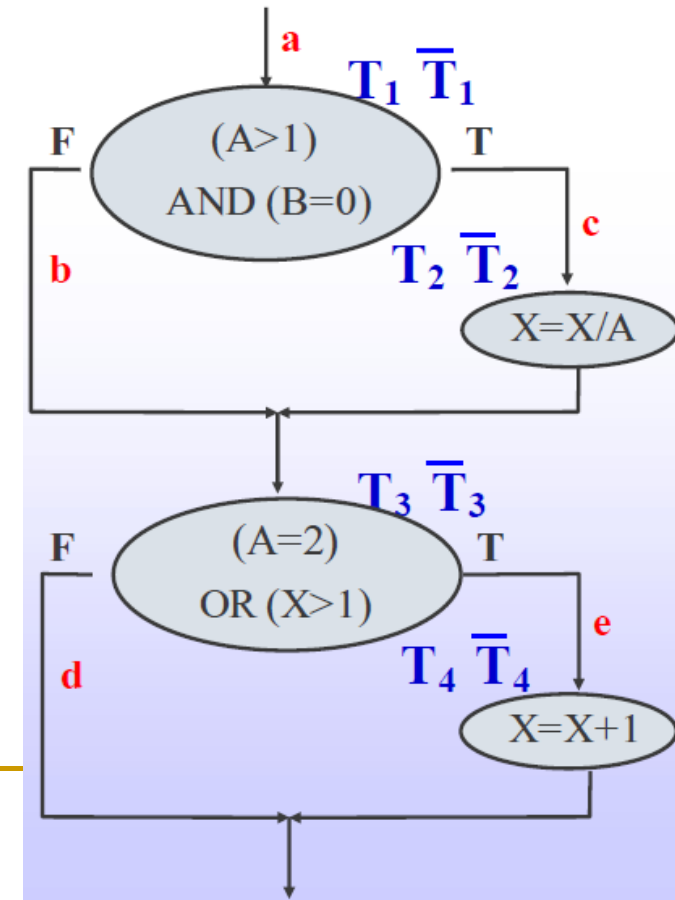 a
T₁ T̅₁
F
(A>1)
T
AND (B=0)
c
b
T₂ T̅₂
X=X/A
T₃ T̅₃
F
(A=2)
T
OR (X>1)
e
d
T₄ T̅₄
X=X+1